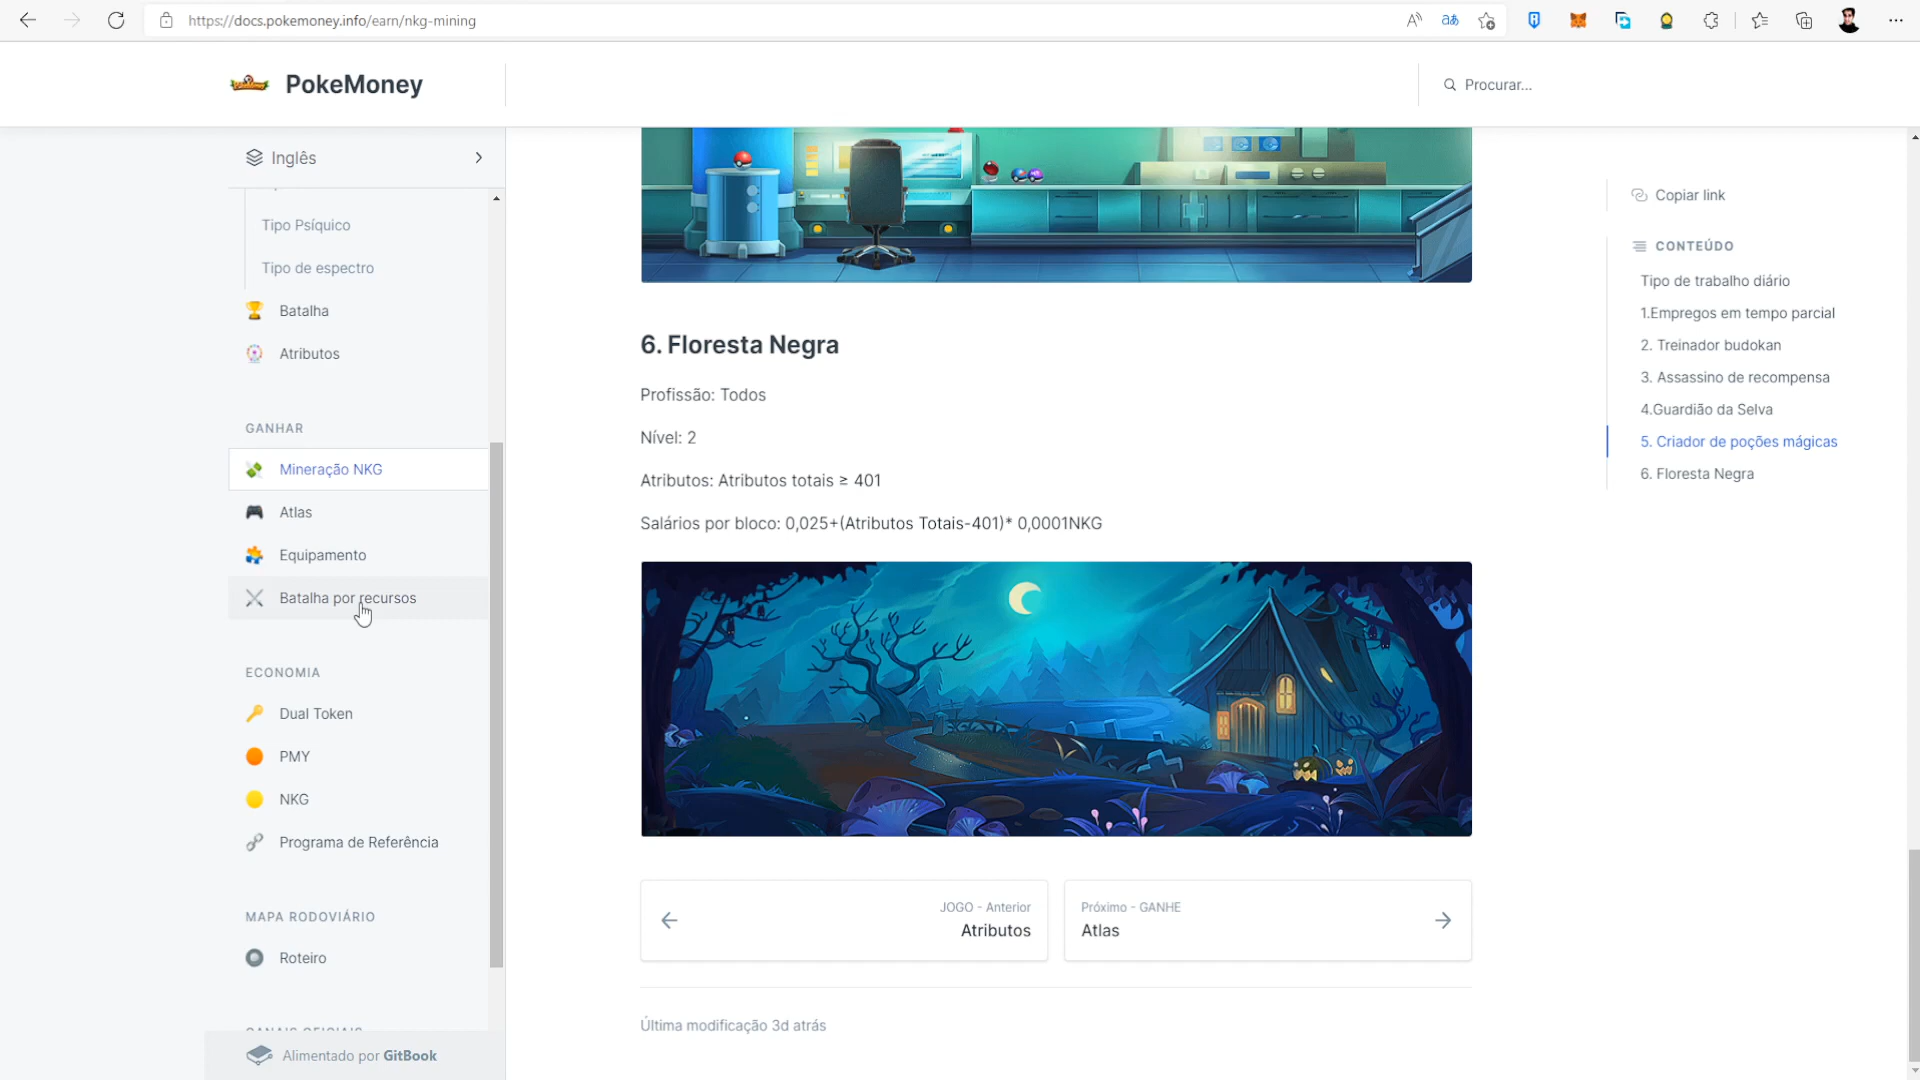 https://docs.pokemoney.info/earn/nkg-mining
PokeMoney
Procurar...
Inglês
Tipo Psíquico
Tipo de espectro
Batalha
Atributos
GANHAR
Mineração NKG
Atlas
Equipamento
Batalha por recursos
ECONOMIA
Dual Token
PMY
NKG
Programa de Referência
MAPA RODOVIÁRIO
Roteiro
Alimentado por GitBook
6. Floresta Negra
Profissão: Todos
Nível: 2
Atributos: Atributos totais ≥ 401
Salários por bloco: 0,025+(Atributos Totais-401)* 0,0001NKG
JOGO - Anterior
Atributos
Próximo - GANHE
Atlas
Última modificação 3d atrás
Copiar link
CONTEÚDO
Tipo de trabalho diário
1.Empregos em tempo parcial
2. Treinador budokan
3. Assassino de recompensa
4.Guardião da Selva
5. Criador de poções mágicas
6. Floresta Negra